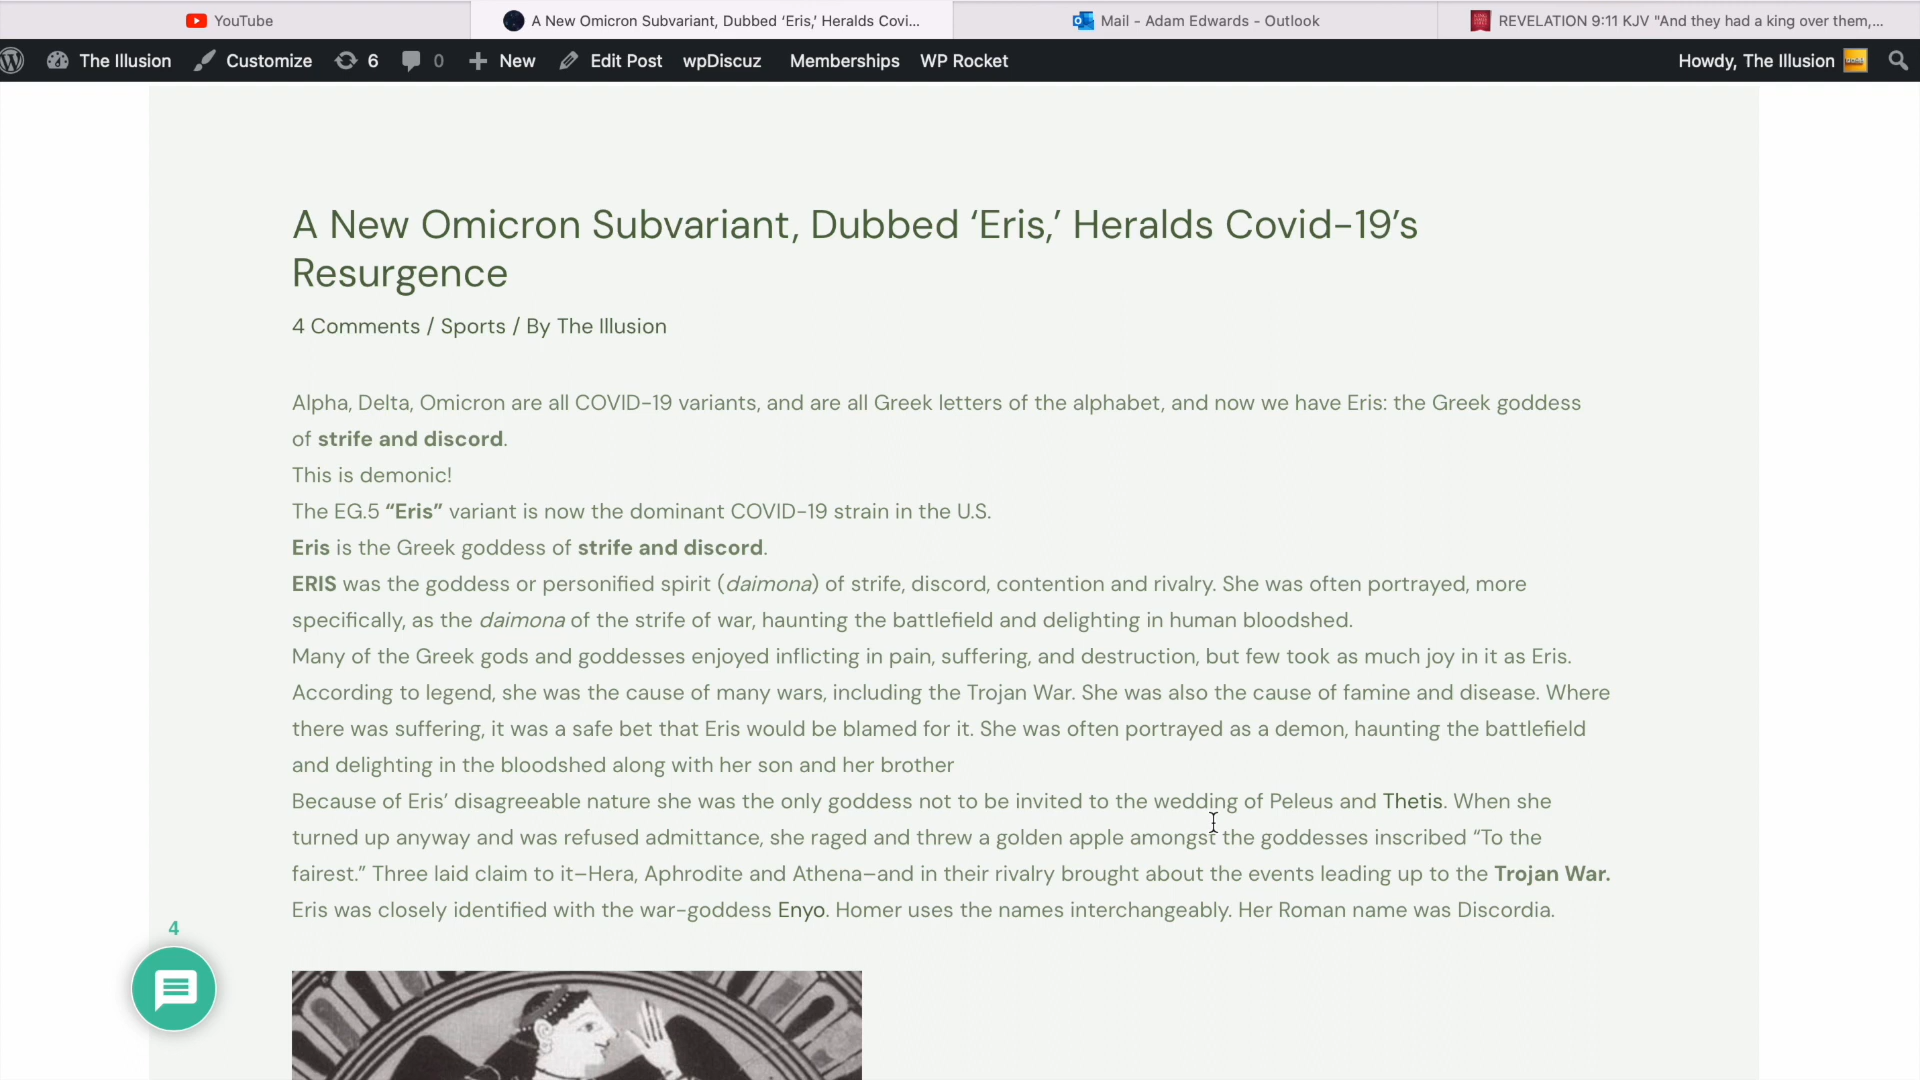 YouTube
A New Omicron Subvariant, Dubbed ‘Eris,’ Heralds Covi...
Mail - Adam Edwards - Outlook
REVELATION 9:11 KJV "And they had a king over them,...
The Illusion
Customize
6
0
New
Edit Post
wpDiscuz
Memberships
WP Rocket
Howdy, The Illusion
A New Omicron Subvariant, Dubbed ‘Eris,’ Heralds Covid-19’s
Resurgence
4 Comments / Sports / By The Illusion
Alpha, Delta, Omicron are all COVID-19 variants, and are all Greek letters of the alphabet, and now we have Eris: the Greek goddess
of strife and discord.
This is demonic!
The EG.5 “Eris” variant is now the dominant COVID-19 strain in the U.S.
Eris is the Greek goddess of strife and discord.
ERIS was the goddess or personified spirit (daimona) of strife, discord, contention and rivalry. She was often portrayed, more
specifically, as the daimona of the strife of war, haunting the battlefield and delighting in human bloodshed.
Many of the Greek gods and goddesses enjoyed inflicting in pain, suffering, and destruction, but few took as much joy in it as Eris.
According to legend, she was the cause of many wars, including the Trojan War. She was also the cause of famine and disease. Where
there was suffering, it was a safe bet that Eris would be blamed for it. She was often portrayed as a demon, haunting the battlefield
and delighting in the bloodshed along with her son and her brother
Because of Eris’ disagreeable nature she was the only goddess not to be invited to the wedding of Peleus and Thetis. When she
turned up anyway and was refused admittance, she raged and threw a golden apple amongst the goddesses inscribed “To the
fairest.” Three laid claim to it–Hera, Aphrodite and Athena–and in their rivalry brought about the events leading up to the Trojan War.
Eris was closely identified with the war-goddess Enyo. Homer uses the names interchangeably. Her Roman name was Discordia.
4